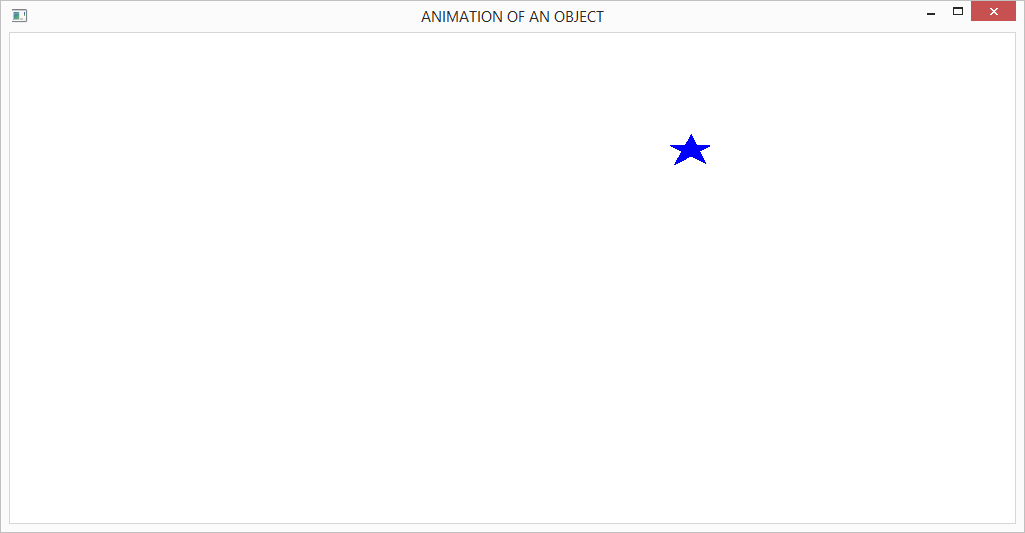 ANIMATION OF AN OBJECT